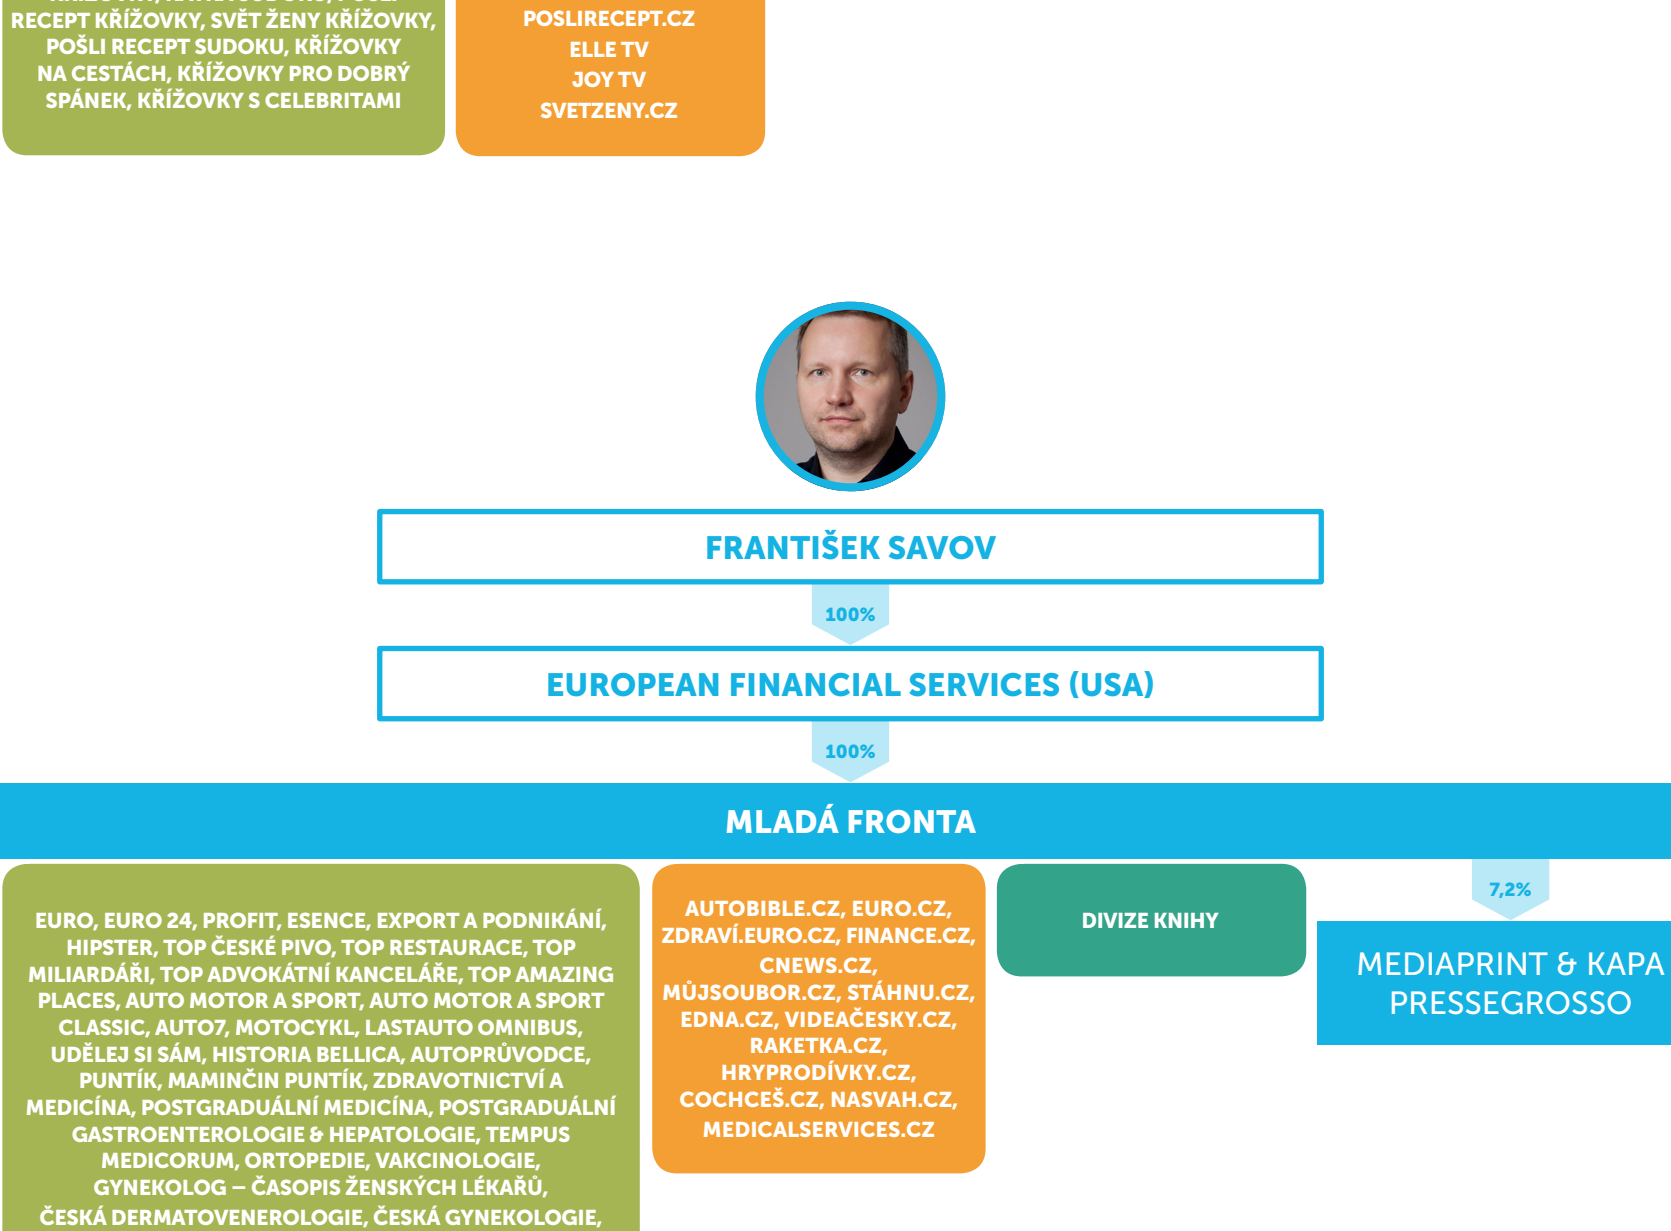 RECEPT KŘÍŽOVKY, SVĚT ŽENY KŘÍŽOVKY,
POŠLI RECEPT SUDOKU, KŘÍŽOVKY
NA CESTÁCH, KŘÍŽOVKY PRO DOBRÝ
SPÁNEK, KŘÍŽOVKY S CELEBRITAMI
POSLIRECEPT.CZ
ELLE TV
JOY TV
SVETZENY.CZ
FRANTIŠEK SAVOV
100%
EUROPEAN FINANCIAL SERVICES (USA)
100%
MLADÁ FRONTA
EURO, EURO 24, PROFIT, ESENCE, EXPORT A PODNIKÁNÍ,
HIPSTER, TOP ČESKÉ PIVO, TOP RESTAURACE, TOP
MILIARDÁŘI, TOP ADVOKÁTNÍ KANCELÁŘE, TOP AMAZING
PLACES, AUTO MOTOR A SPORT, AUTO MOTOR A SPORT
CLASSIC, AUTO7, MOTOCYKL, LASTAUTO OMNIBUS,
UDĚLEJ SI SÁM, HISTORIA BELLICA, AUTOPRŮVODCE,
PUNTÍK, MAMINČIN PUNTÍK, ZDRAVOTNICTVÍ A
MEDICÍNA, POSTGRADUÁLNÍ MEDICÍNA, POSTGRADUÁLNÍ
GASTROENTEROLOGIE & HEPATOLOGIE, TEMPUS
MEDICORUM, ORTOPEDIE, VAKCINOLOGIE,
GYNEKOLOG – ČASOPIS ŽENSKÝCH LÉKAŘŮ,
ČESKÁ DERMATOVENEROLOGIE, ČESKÁ GYNEKOLOGIE,
AUTOBIBLE.CZ, EURO.CZ,
ZDRAVÍ.EURO.CZ, FINANCE.CZ,
CNEWS.CZ,
MŮJSOUBOR.CZ, STÁHNU.CZ,
EDNA.CZ, VIDEAČESKY.CZ,
RAKETKA.CZ,
HRYPRODÍVKY.CZ,
COCHCEŠ.CZ, NASVAH.CZ,
MEDICALSERVICES.CZ
DIVIZE KNIHY
7,2%
MEDIAPRINT & KAPA
PRESSEGROSSO